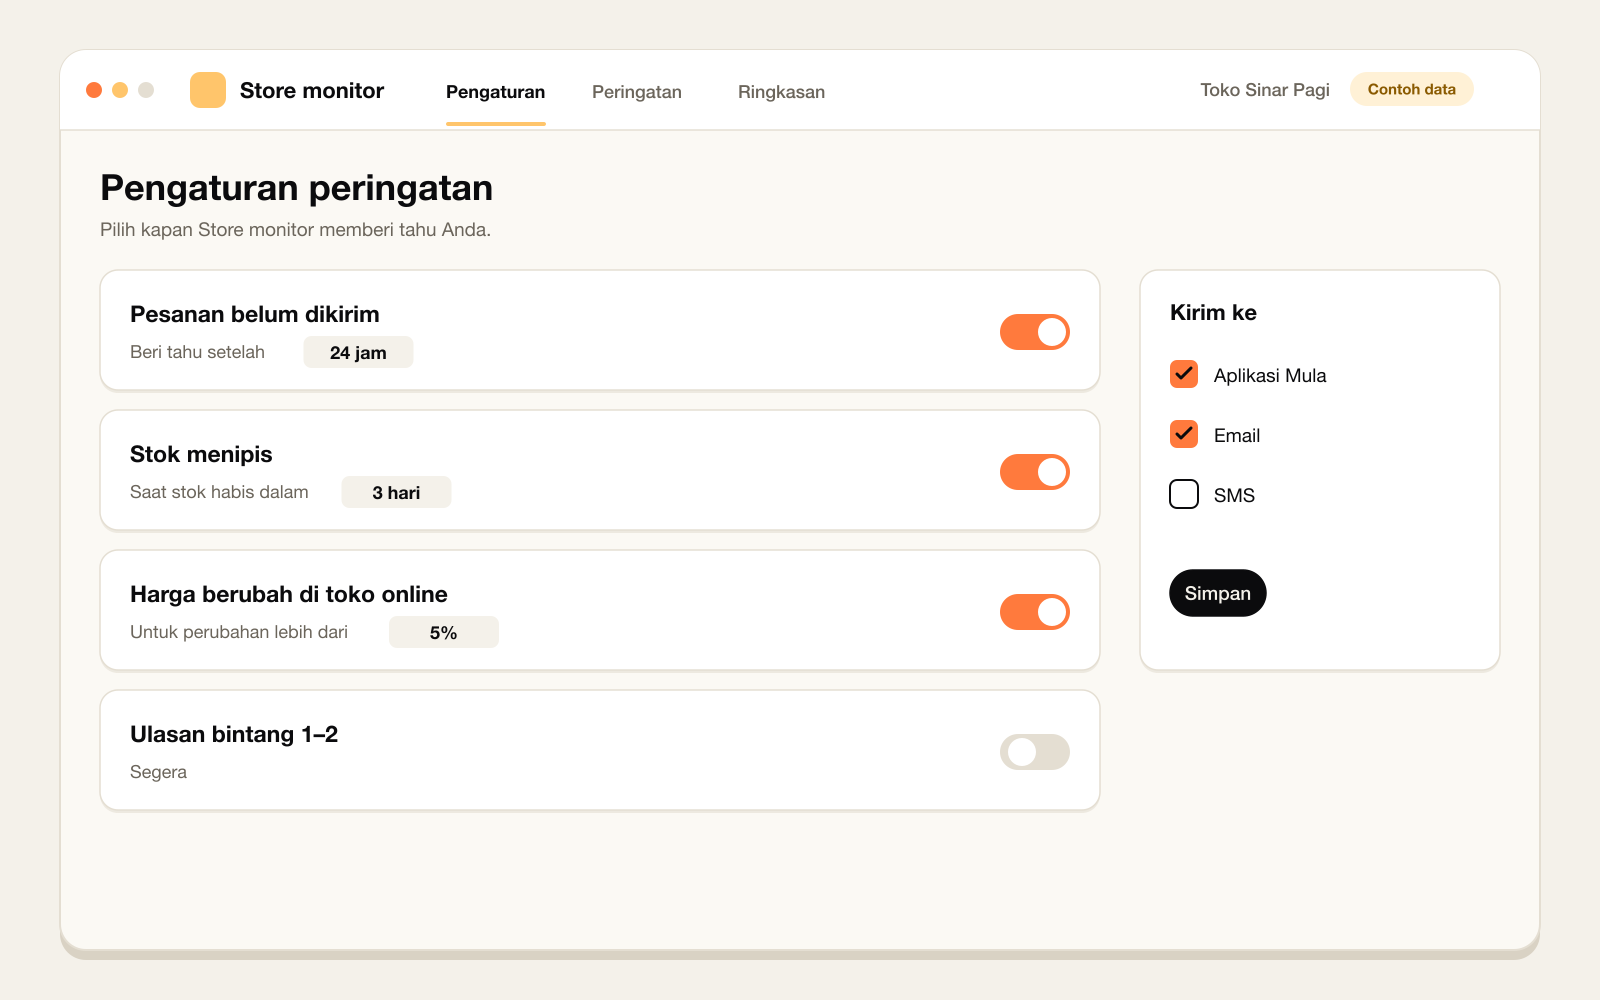 Store monitor
Pengaturan
Peringatan
Ringkasan
Toko Sinar Pagi
Contoh data
Pengaturan peringatan
Pilih kapan Store monitor memberi tahu Anda.
Pesanan belum dikirim
Beri tahu setelah 24 jam
Stok menipis
Saat stok habis dalam 3 hari
Harga berubah di toko online
Untuk perubahan lebih dari 5%
Ulasan bintang 1–2
Segera
Kirim ke
Aplikasi Mula
Email
SMS
Simpan